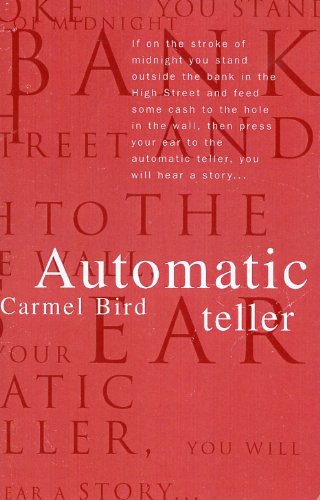 OKE YOU STAND
OF MIDNIGHT
BANK
If on the stroke of
midnight you stand
outside the bank in the
High Street and feed
some cash to the hole
in the wall, then press
your ear to the
automatic teller, you
will hear a story...
H
STREET AND
H TO THE
E WALL,
Automatic
Carmel Bird
teller
EAR
YOUR
ATIC
LLER, YOU WILL
EAR A STORY...